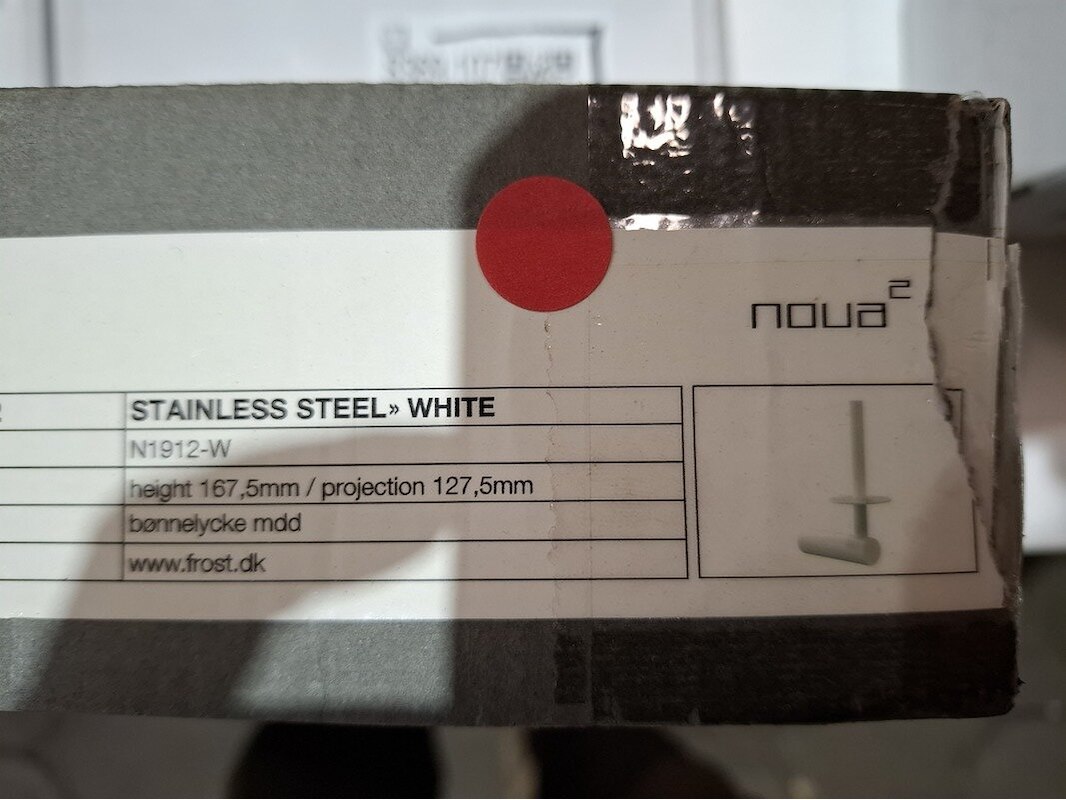 noua²
STAINLESS STEEL» WHITE
N1912-W
height 167,5mm / projection 127,5mm
bønnelycke mdd
www.frost.dk